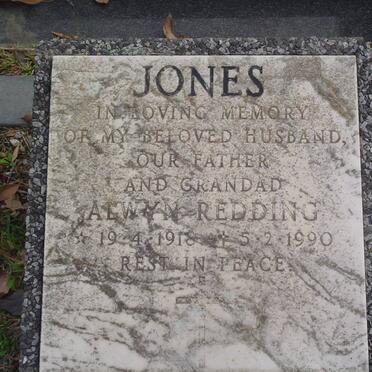 JONES
IN LOVING MEMORY
OF MY BELOVED HUSBAND,
OUR FATHER
AND GRANDAD
ALWYN REDDING
☆ 19·4·1918 ✝ 5·2·1990
REST IN PEACE.